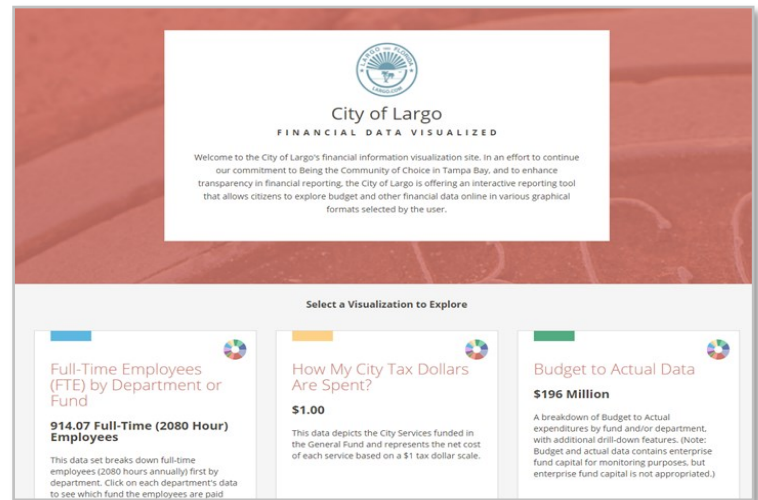 LARGO FLORIDA
LARGO.COM
City of Largo
FINANCIAL DATA VISUALIZED
Welcome to the City of Largo's financial information visualization site. In an effort to continue
our commitment to Being the Community of Choice in Tampa Bay, and to enhance
transparency in financial reporting, the City of Largo is offering an interactive reporting tool
that allows citizens to explore budget and other financial data online in various graphical
formats selected by the user.
Select a Visualization to Explore
Full-Time Employees
(FTE) by Department or
Fund
914.07 Full-Time (2080 Hour)
Employees
This data set breaks down full-time
employees (2080 hours annually) first by
department. Click on each department's data
to see which fund the employees are paid
How My City Tax Dollars
Are Spent?
$1.00
This data depicts the City Services funded in
the General Fund and represents the net cost
of each service based on a $1 tax dollar scale.
Budget to Actual Data
$196 Million
A breakdown of Budget to Actual
expenditures by fund and/or department,
with additional drill-down features. (Note:
Budget and actual data contains enterprise
fund capital for monitoring purposes, but
enterprise fund capital is not appropriated.)